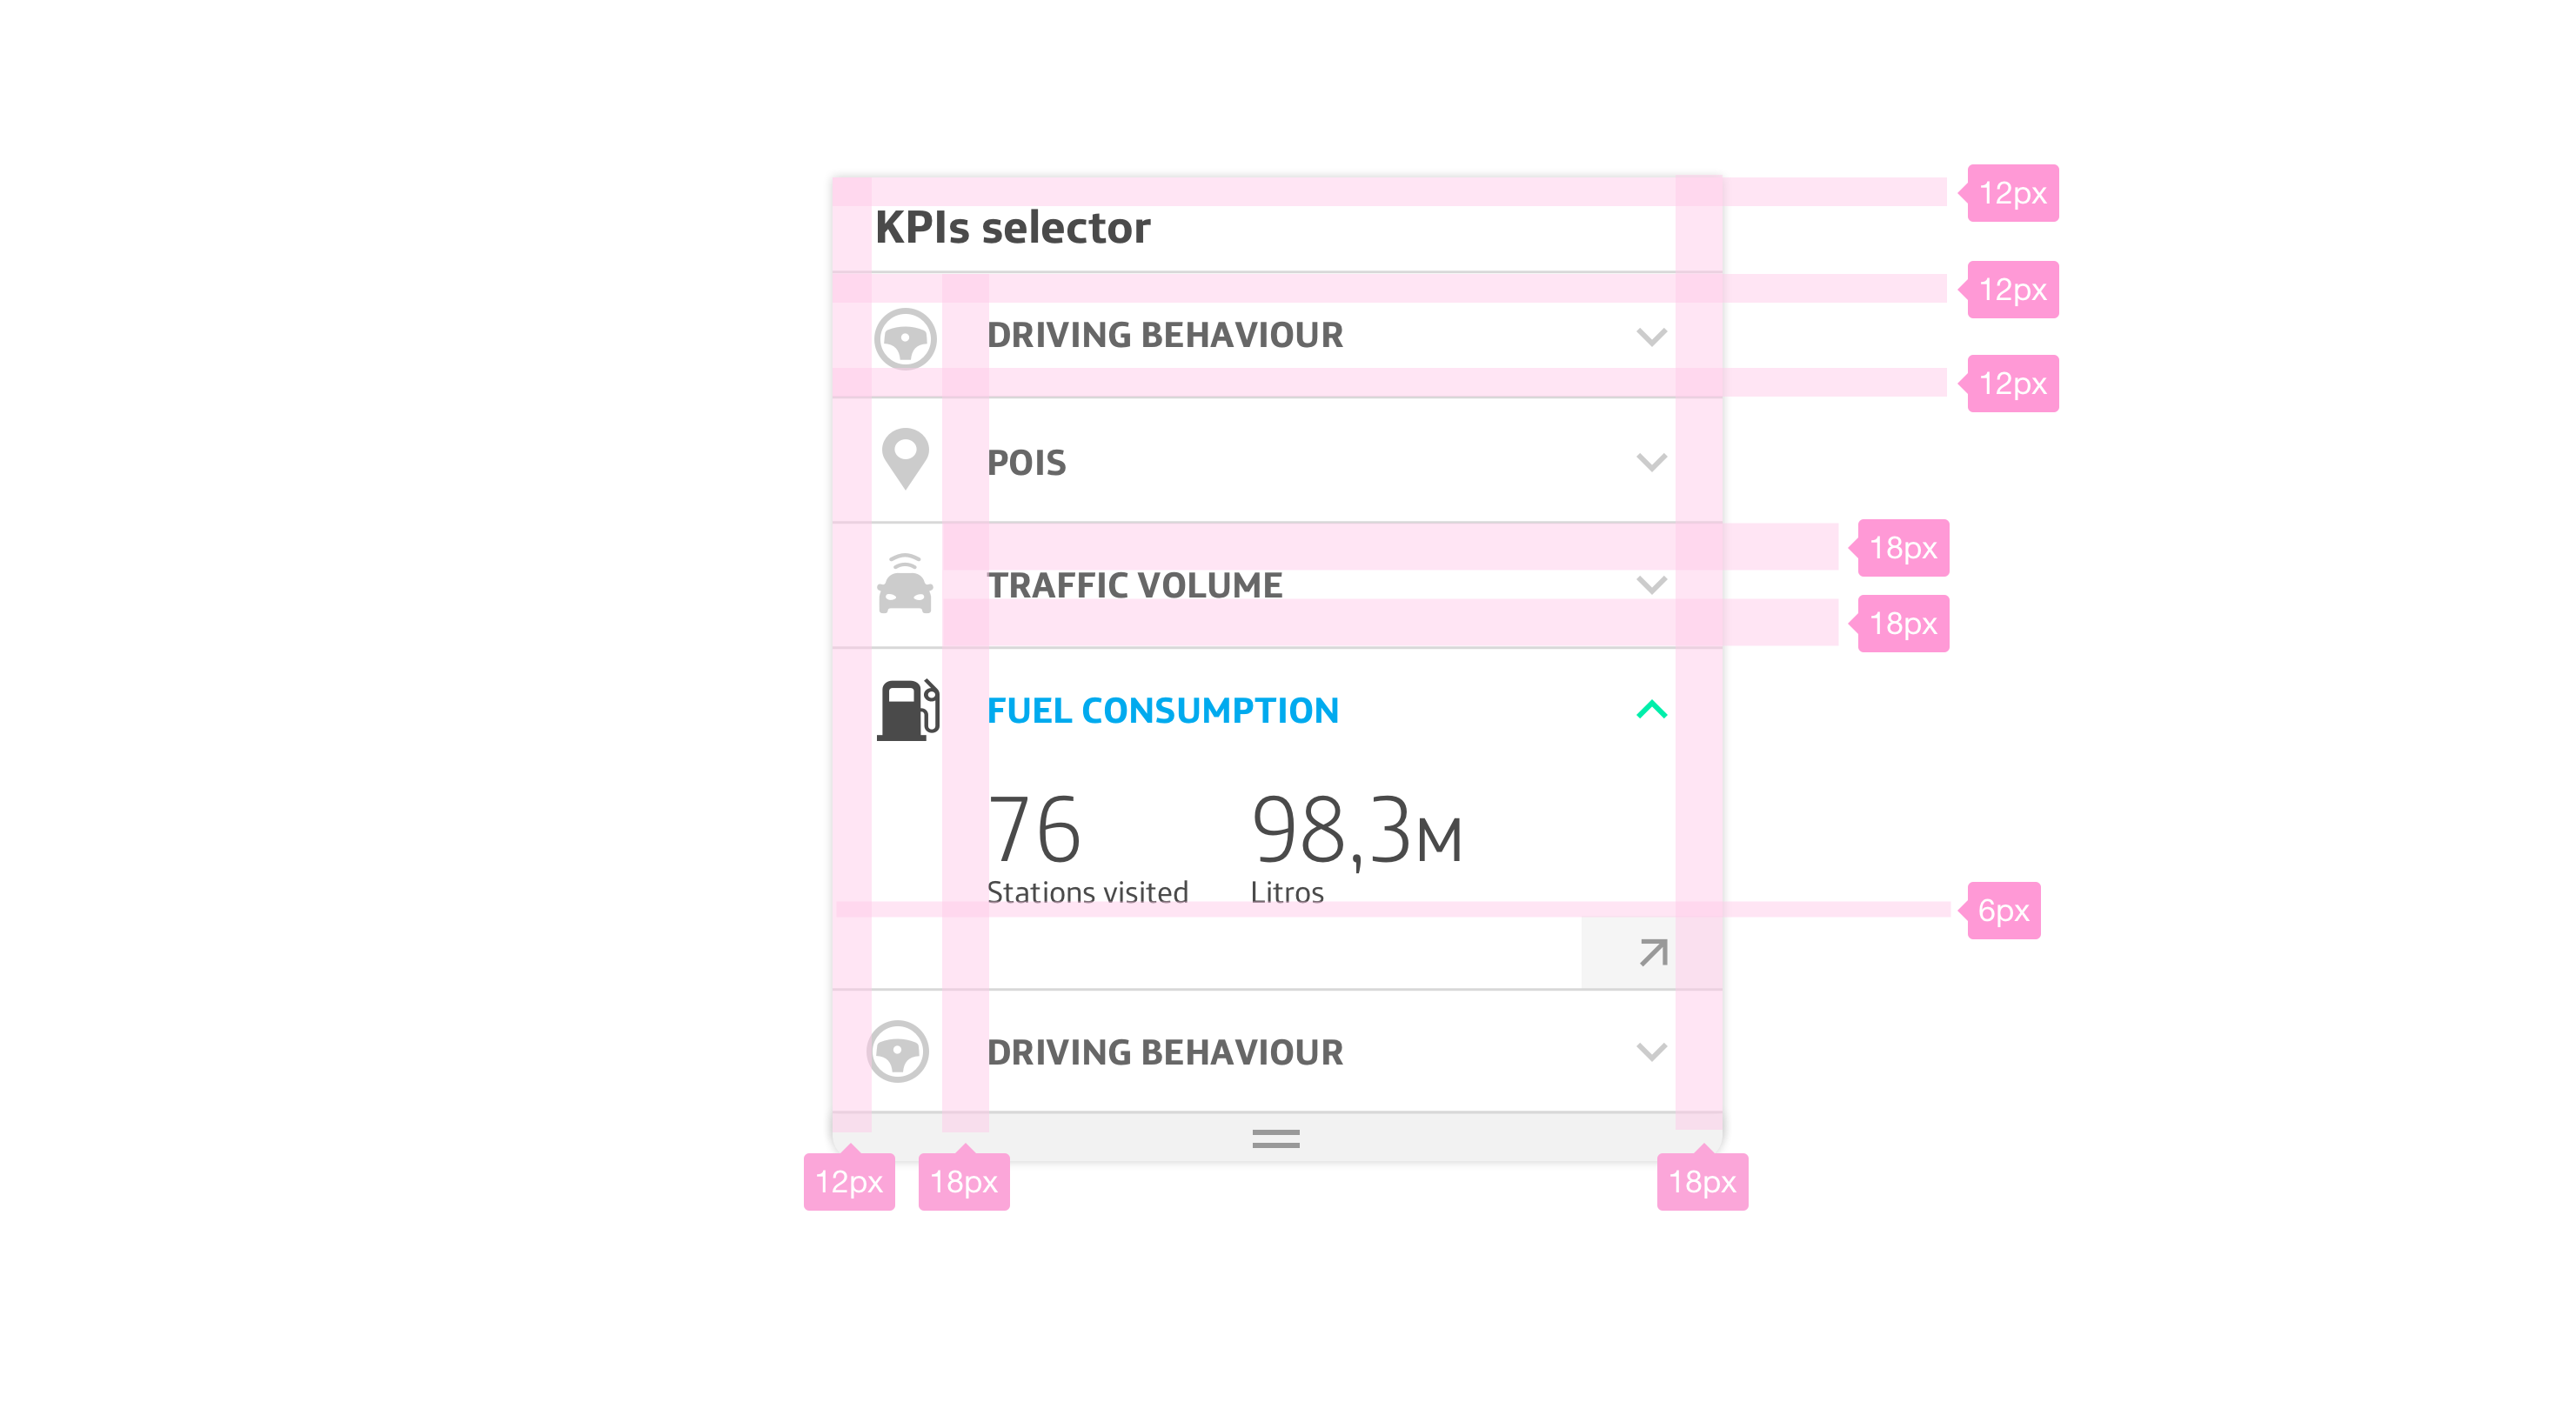 12px
KPIs selector
12px
DRIVING BEHAVIOUR
12px
POIS
18px
TRAFFIC VOLUME
18px
FUEL CONSUMPTION
76 98,3M
Stations visited Litros
6px
DRIVING BEHAVIOUR
12px 18px 18px